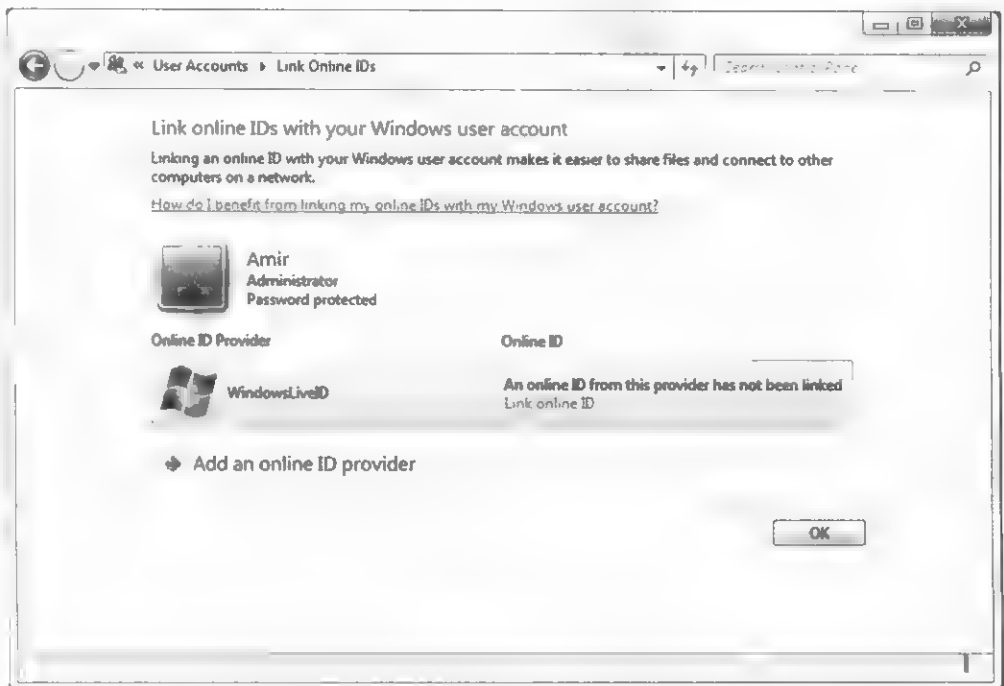 User Accounts ▸ Link Online IDs
Link online IDs with your Windows user account
Linking an online ID with your Windows user account makes it easier to share files and connect to other
computers on a network.
How do I benefit from linking my online IDs with my Windows user account?
Amir
Administrator
Password protected
Online ID Provider
Online ID
WindowsLiveID
An online ID from this provider has not been linked
Link online ID
Add an online ID provider
OK